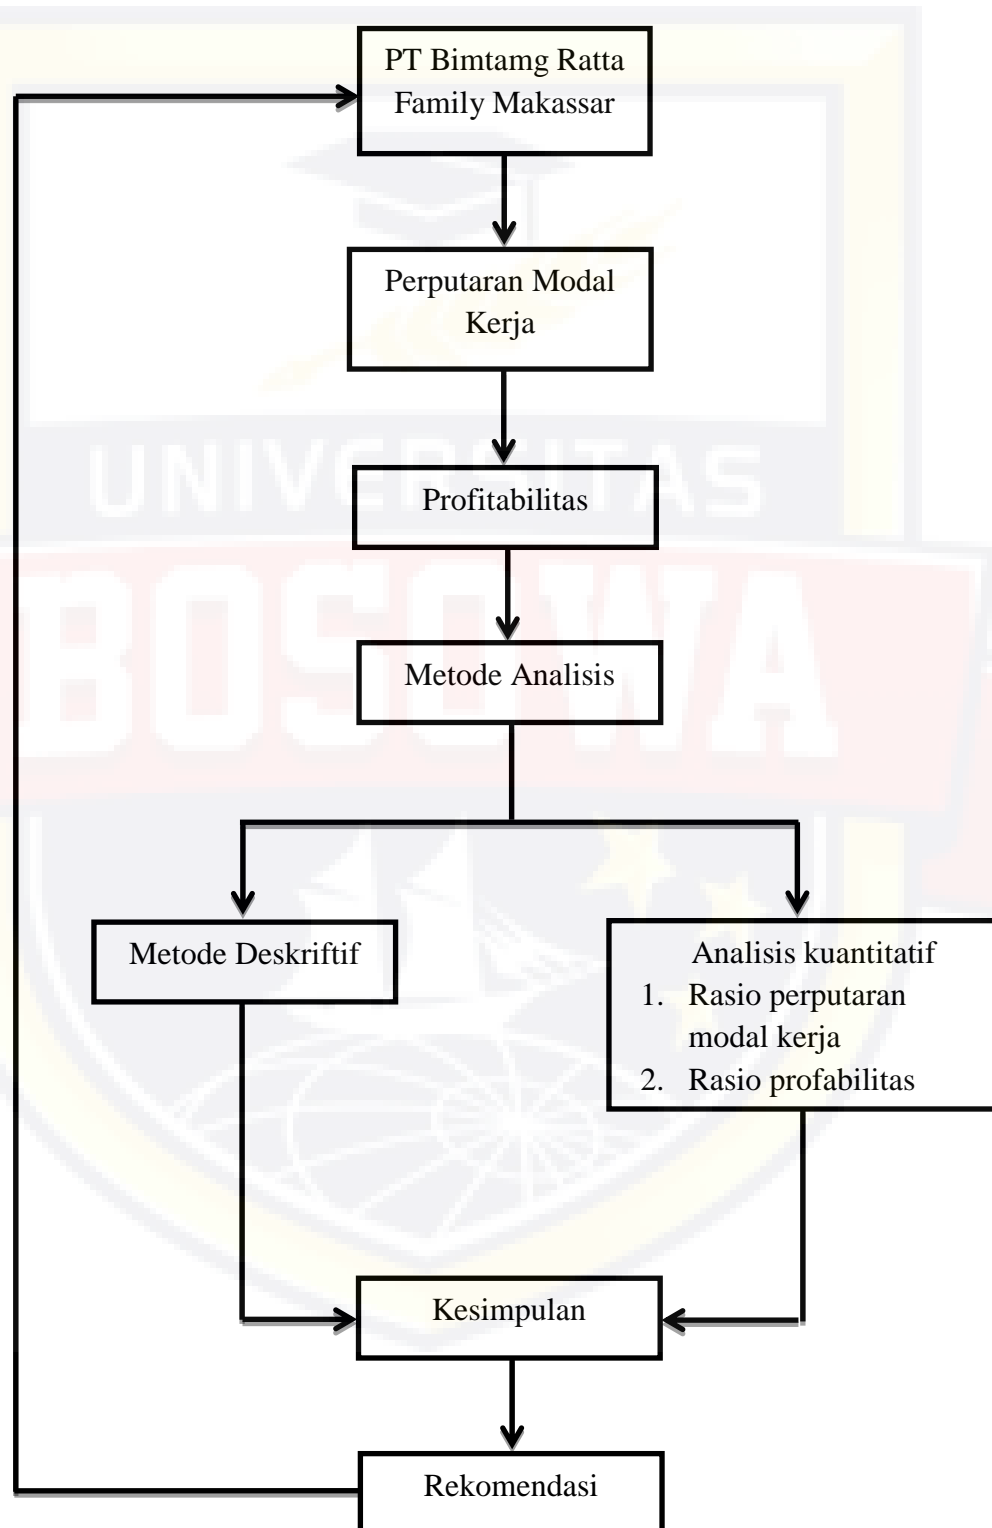 PT Bimtamg Ratta
Family Makassar
Perputaran Modal
Kerja
UNIVERSITAS
Profitabilitas
BOSOWA
Metode Analisis
Metode Deskriftif
Analisis kuantitatif
1. Rasio perputaran
modal kerja
2. Rasio profabilitas
Kesimpulan
Rekomendasi